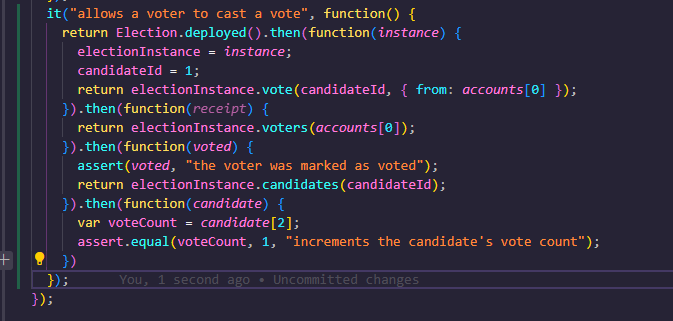 it("allows a voter to cast a vote", function() {
return Election.deployed().then(function(instance) {
electionInstance = instance;
candidateId = 1;
return electionInstance.vote(candidateId, { from: accounts[0] });
}).then(function(receipt) {
return electionInstance.voters(accounts[0]);
}).then(function(voted) {
assert(voted, "the voter was marked as voted");
return electionInstance.candidates(candidateId);
}).then(function(candidate) {
var voteCount = candidate[2];
assert.equal(voteCount, 1, "increments the candidate's vote count");
})
}); You, 1 second ago • Uncommitted changes
});